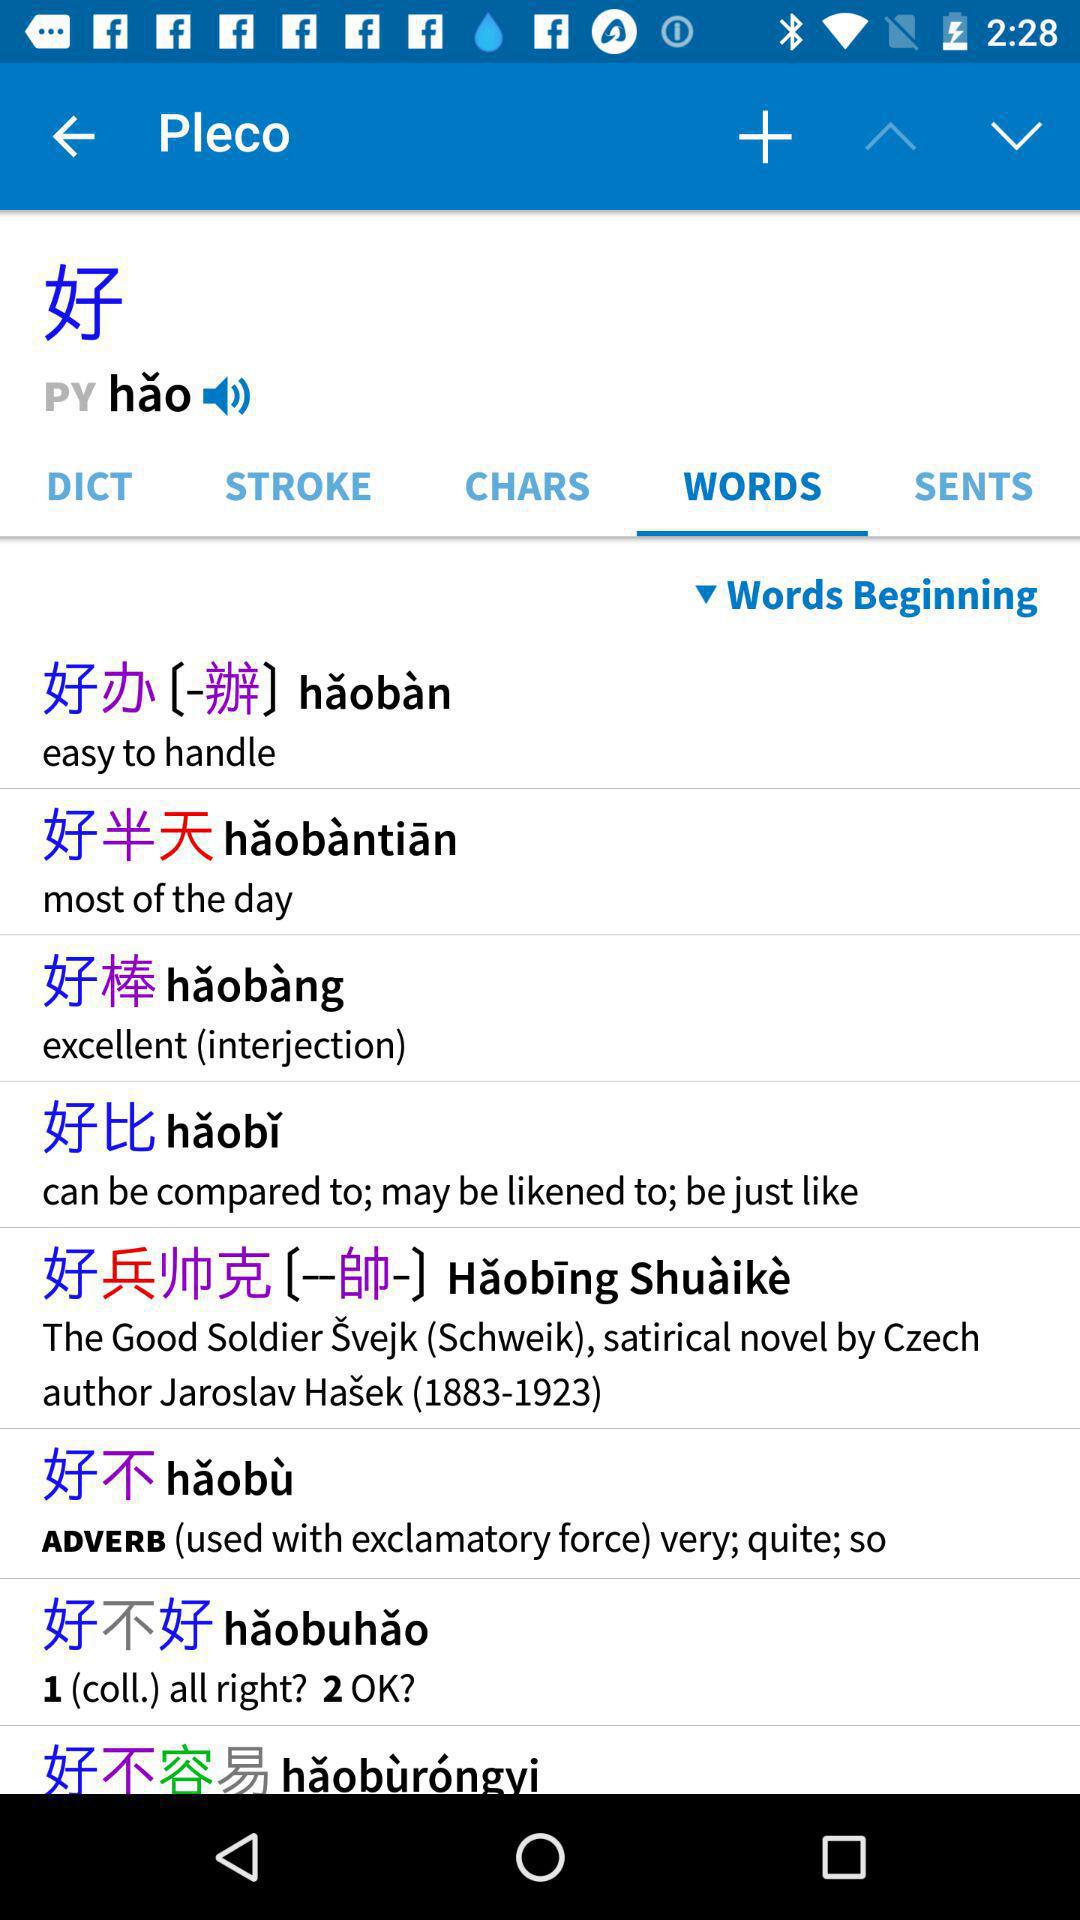 2:28
Pleco
好
PY hǎo
DICT STROKE CHARS WORDS SENTS
▼ Words Beginning
好办 〔-辦〕 hǎobàn
easy to handle
好半天 hǎobàntiān
most of the day
好棒 hǎobàng
excellent (interjection)
好比 hǎobǐ
can be compared to; may be likened to; be just like
好兵帅克 〔--帥-〕 Hǎobīng Shuàikè
The Good Soldier Švejk (Schweik), satirical novel by Czech
author Jaroslav Hašek (1883-1923)
好不 hǎobù
ADVERB (used with exclamatory force) very; quite; so
好不好 hǎobuhǎo
1 (coll.) all right? 2 OK?
好不容易 hǎobùróngyi